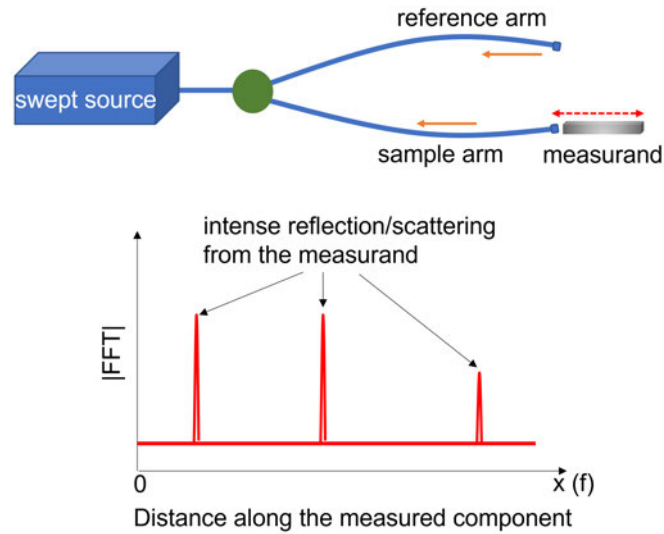 reference arm
swept source
sample arm
measurand
intense reflection/scattering
from the measurand
|FFT|
0
x (f)
Distance along the measured component